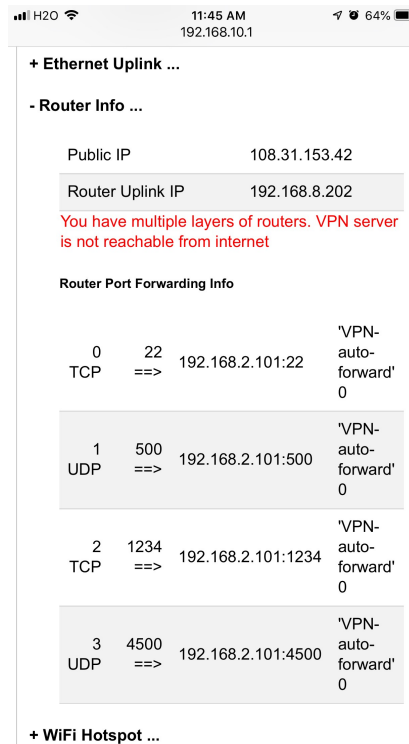 H2O 11:45 AM 64%
192.168.10.1
+ Ethernet Uplink ...
- Router Info ...
Public IP 108.31.153.42
Router Uplink IP 192.168.8.202
You have multiple layers of routers. VPN server
is not reachable from internet
Router Port Forwarding Info
0 TCP 22 ==> 192.168.2.101:22 'VPN-
auto-
forward'
0
1 UDP 500 ==> 192.168.2.101:500 'VPN-
auto-
forward'
0
2 TCP 1234 ==> 192.168.2.101:1234 'VPN-
auto-
forward'
0
3 UDP 4500 ==> 192.168.2.101:4500 'VPN-
auto-
forward'
0
+ WiFi Hotspot ...